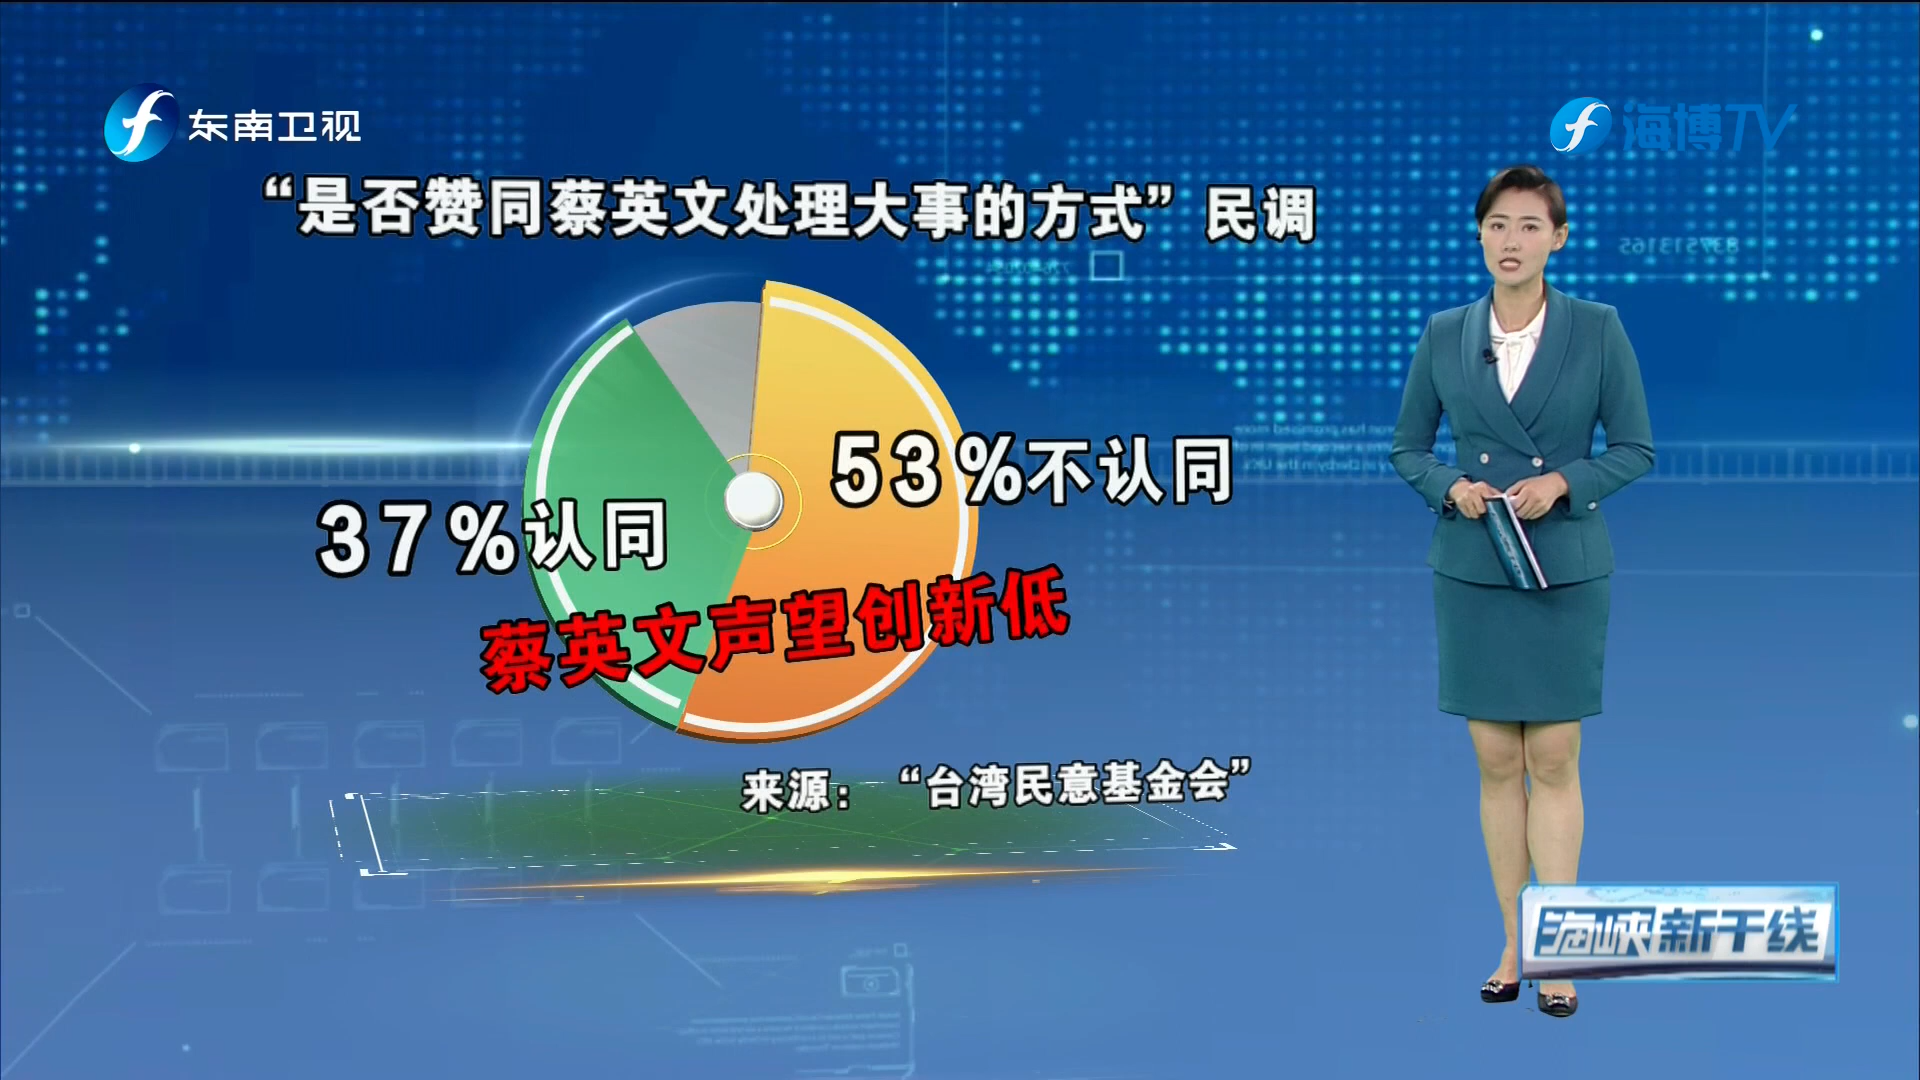 东南卫视
海博TV
“是否赞同蔡英文处理大事的方式”民调
837513165
53%不认同
37%认同
蔡英文声望创新低
来源：“台湾民意基金会”
海峡新干线